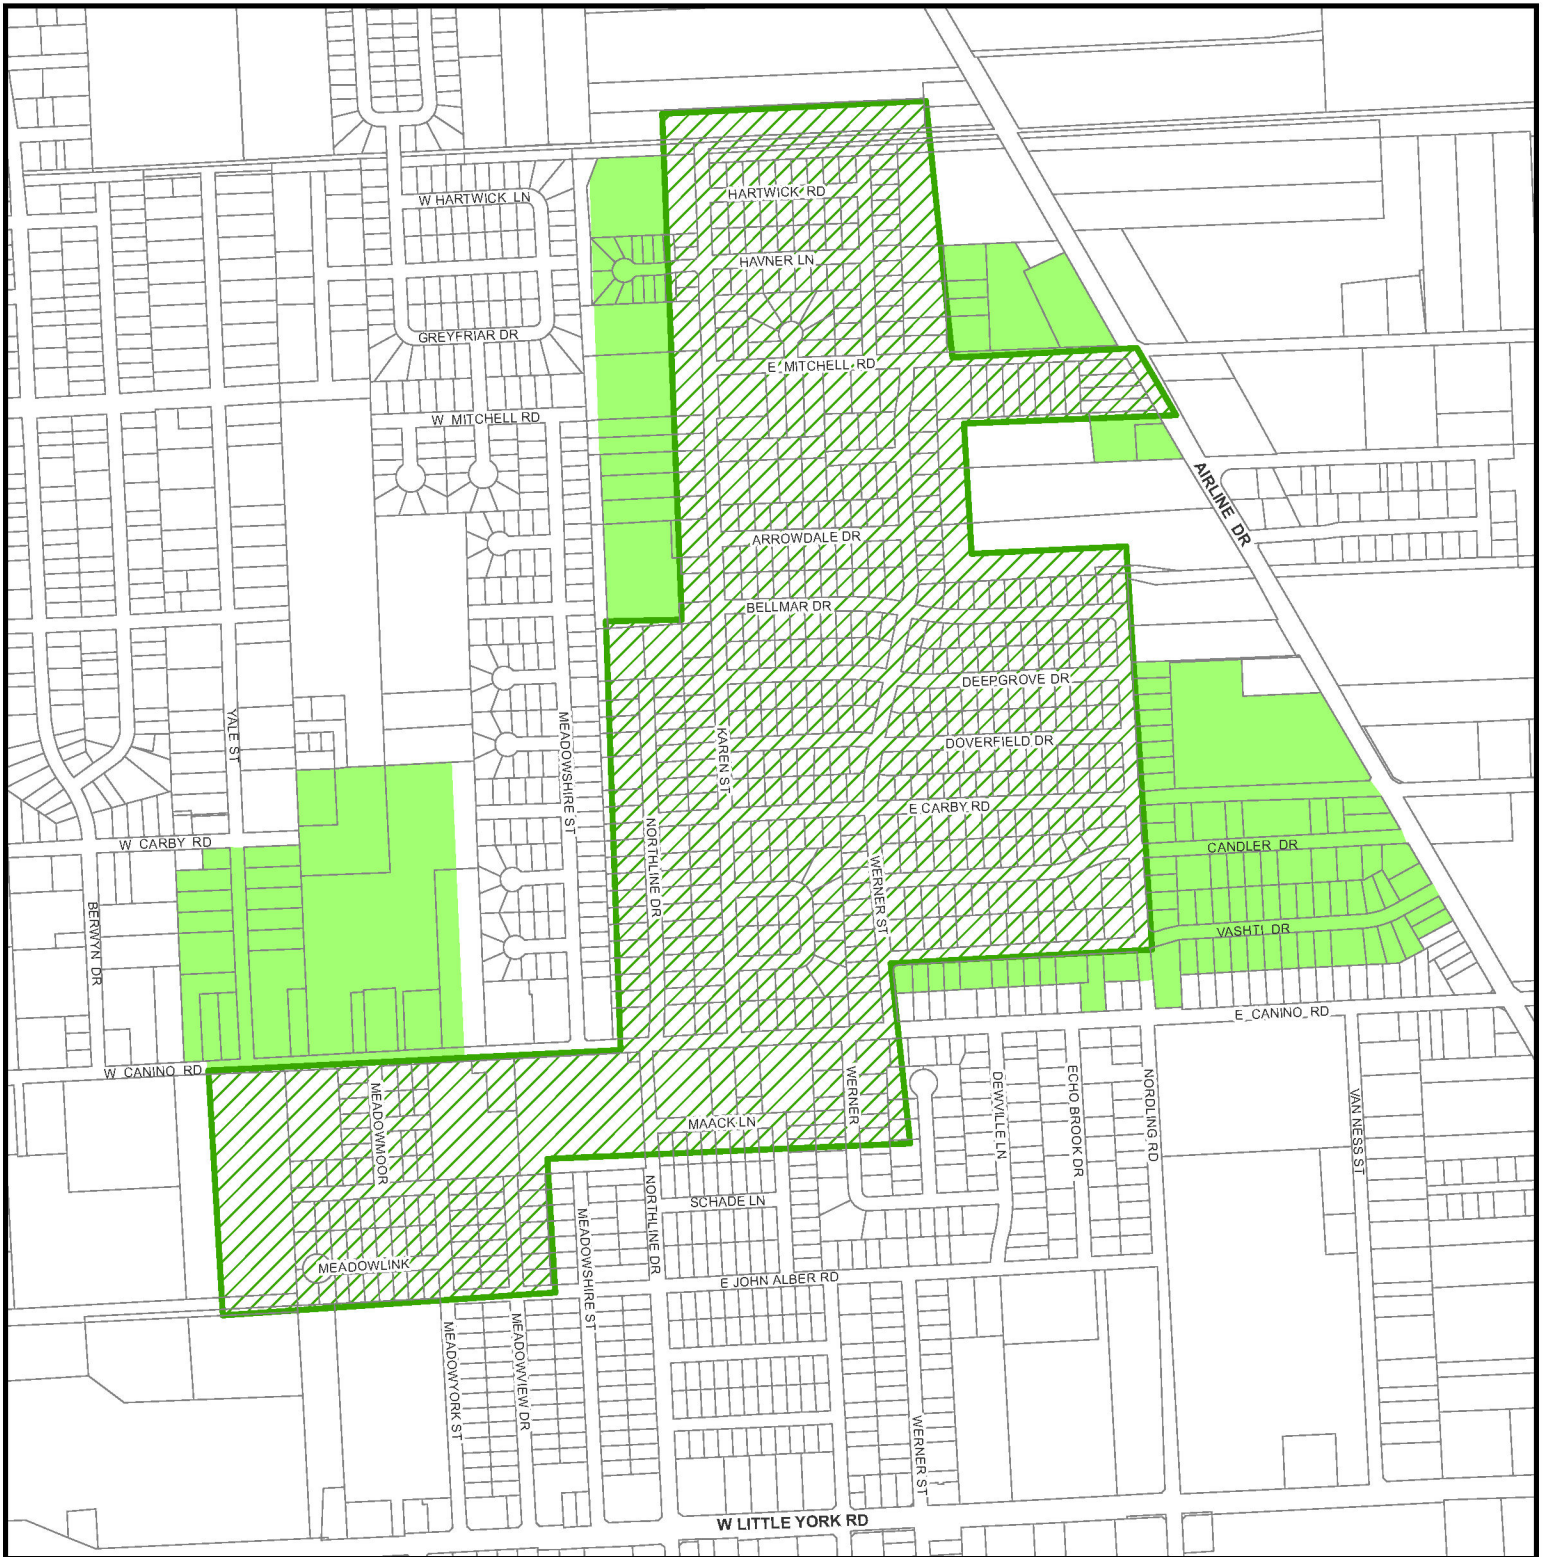 HARTWICK RD
W HARTWICK LN
HAVNER LN
GREYFRIAR DR
E MITCHELL RD
W MITCHELL RD
AIRLINE DR
ARROWDALE DR
BELLMAR DR
DEEPGROVE DR
YALE ST
MEADOWSHIRE ST
KAREN ST
DOVERFIELD DR
E CARBY RD
W CARBY RD
NORTHLINE DR
CANDLER DR
WERNER ST
BERWYN DR
VASHTI DR
E CANINO RD
W CANINO RD
MEADOWMOOR
WERNER
DEWVILLE LN
ECHO BROOK DR
NORDLING RD
VAN NESS ST
MAACK LN
SCHADE LN
NORTHLINE DR
MEADOWSHIRE ST
MEADOWLINK
E JOHN ALBER RD
MEADOWYORK ST
MEADOWVIEW DR
WERNER ST
W LITTLE YORK RD